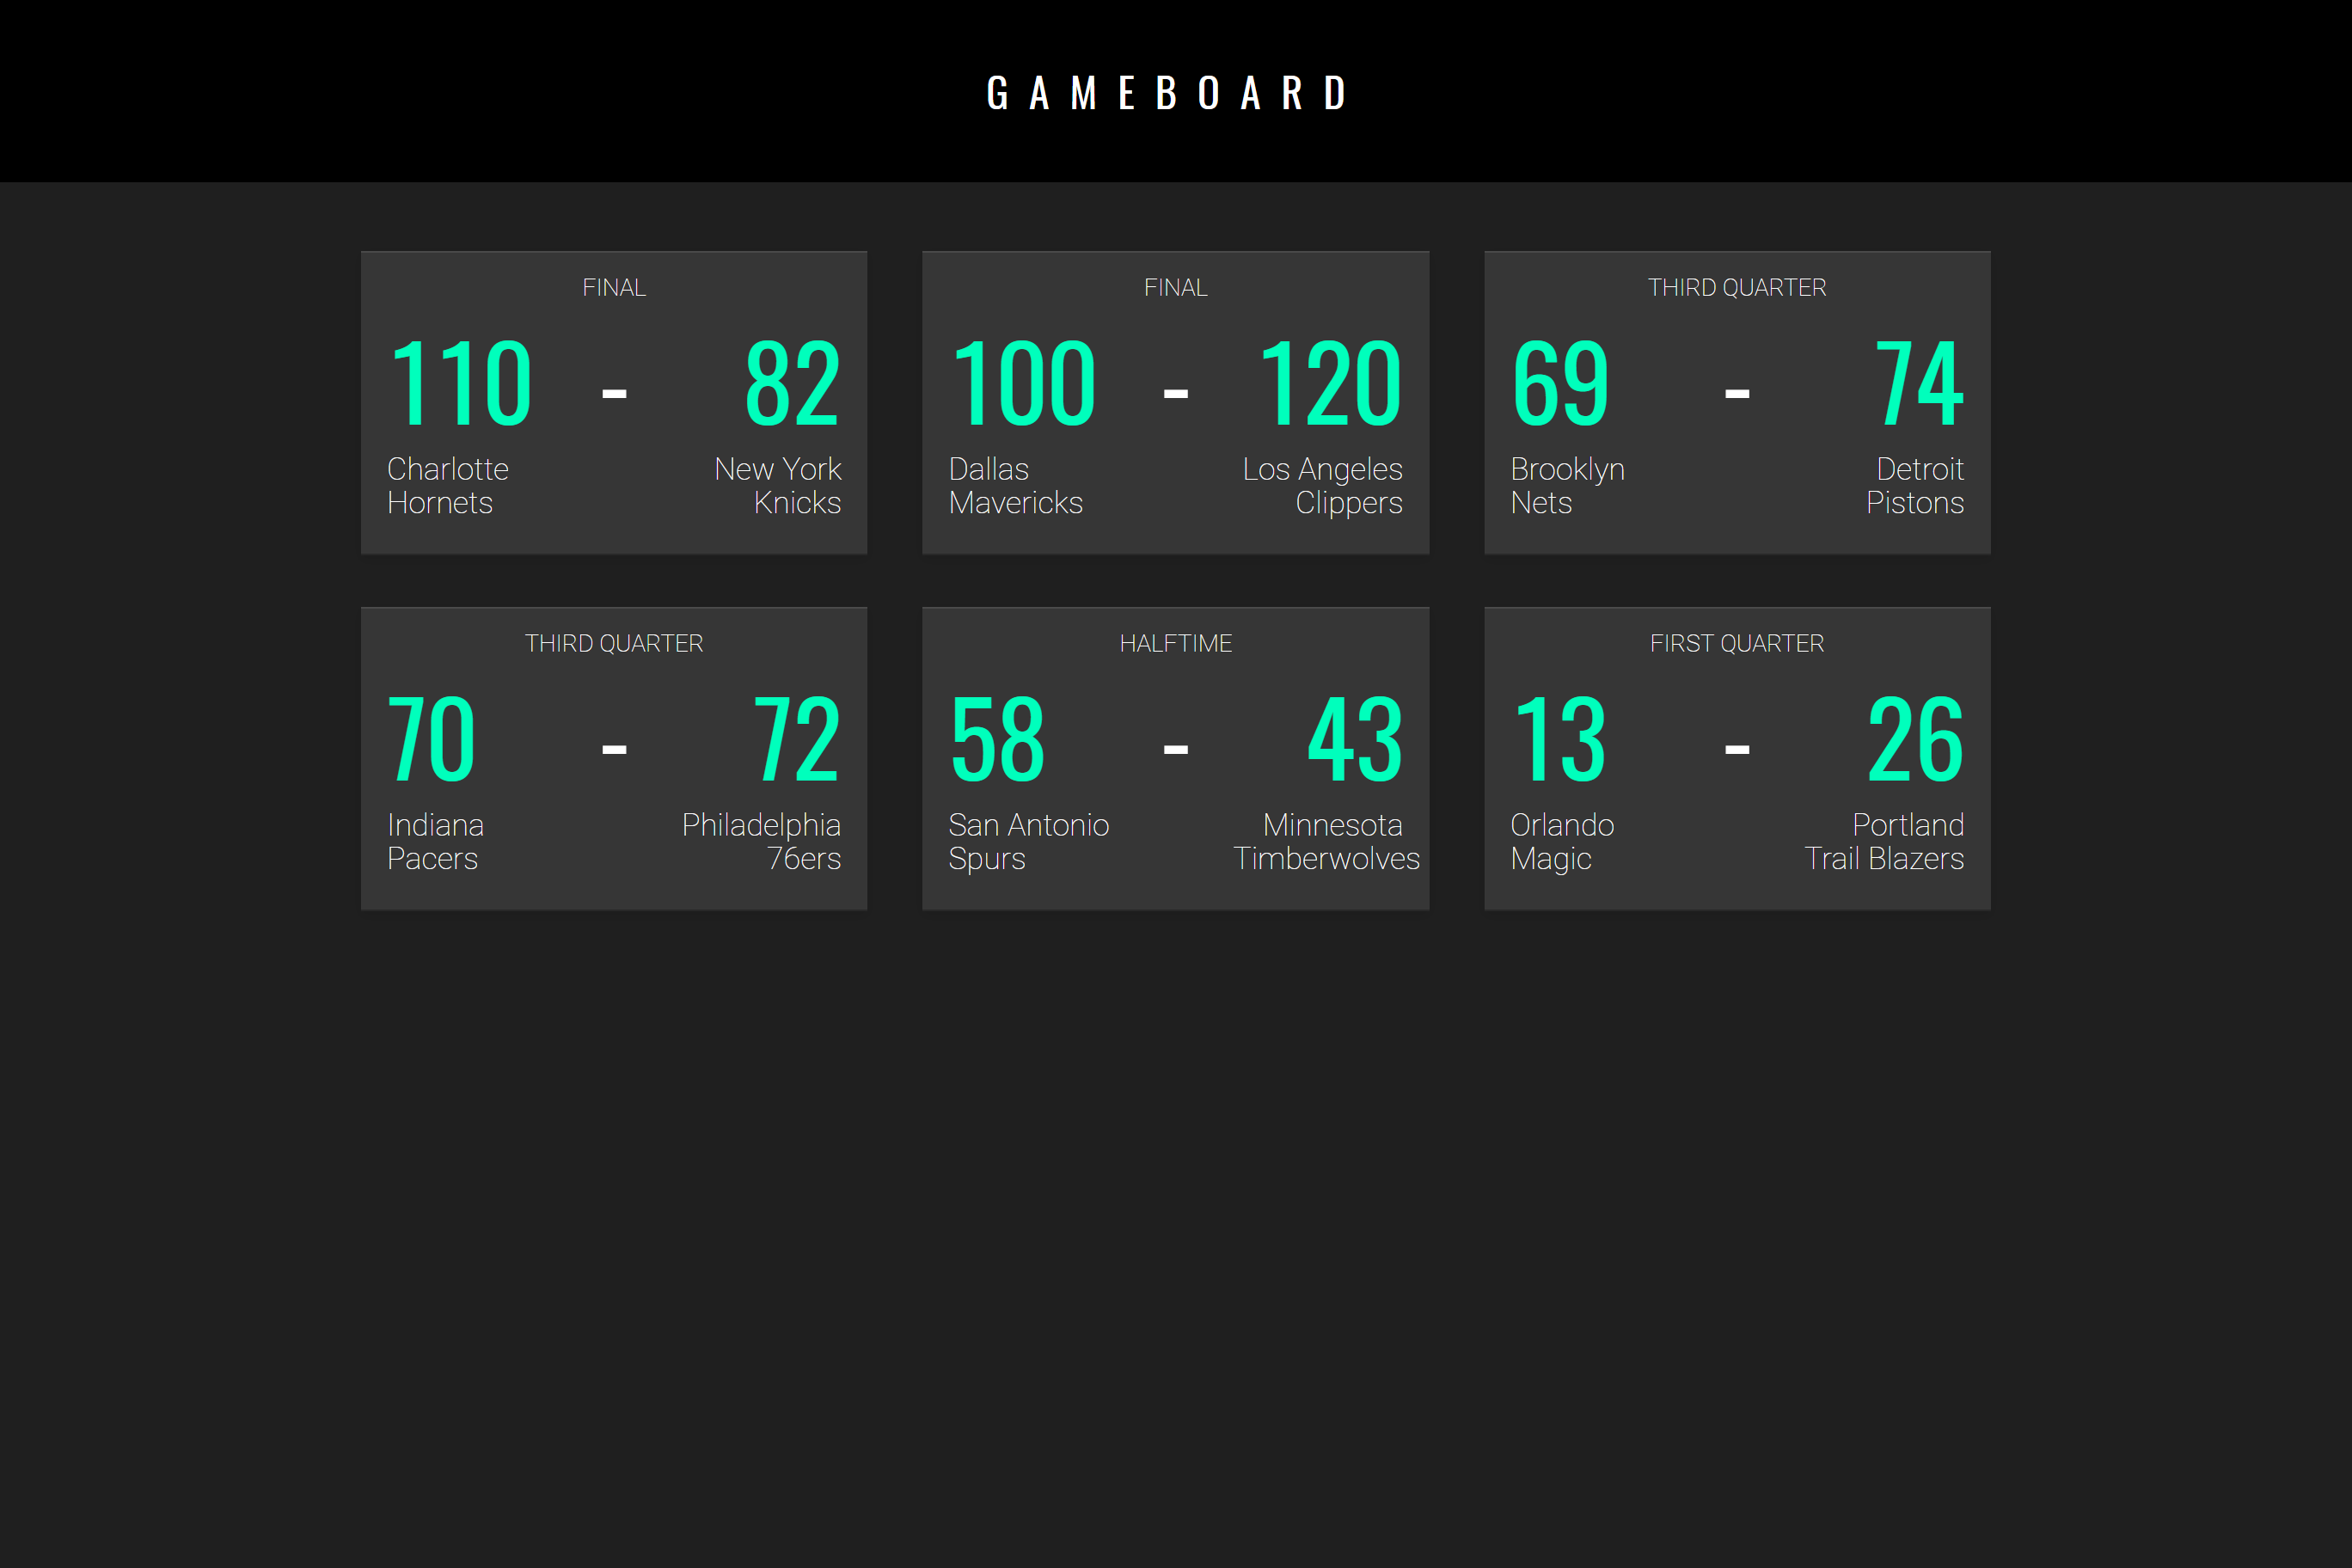 GAMEBOARD
FINAL
110 - 82
Charlotte Hornets
New York Knicks
FINAL
100 - 120
Dallas Mavericks
Los Angeles Clippers
THIRD QUARTER
69 - 74
Brooklyn Nets
Detroit Pistons
THIRD QUARTER
70 - 72
Indiana Pacers
Philadelphia 76ers
HALFTIME
58 - 43
San Antonio Spurs
Minnesota Timberwolves
FIRST QUARTER
13 - 26
Orlando Magic
Portland Trail Blazers